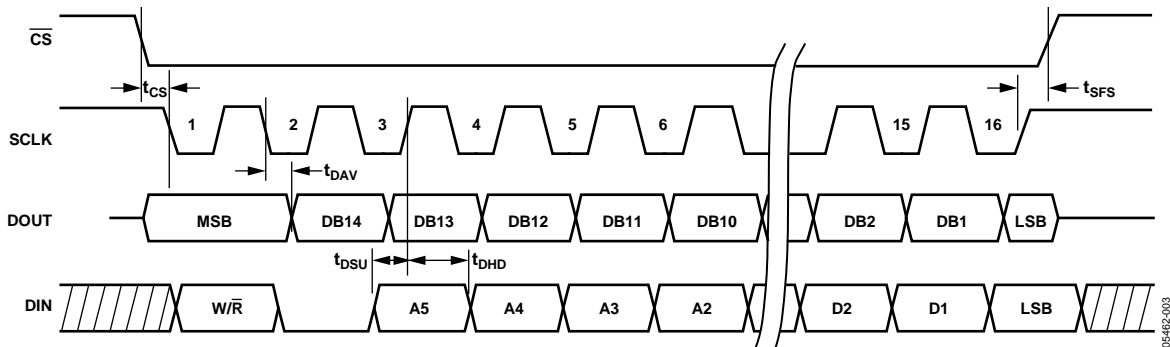 CS
tCS
tSFS
SCLK 1 2 3 4 5 6 15 16
tDAV
DOUT MSB DB14 DB13 DB12 DB11 DB10 DB2 DB1 LSB
tDSU tDHD
DIN W/R A5 A4 A3 A2 D2 D1 LSB
05462-003